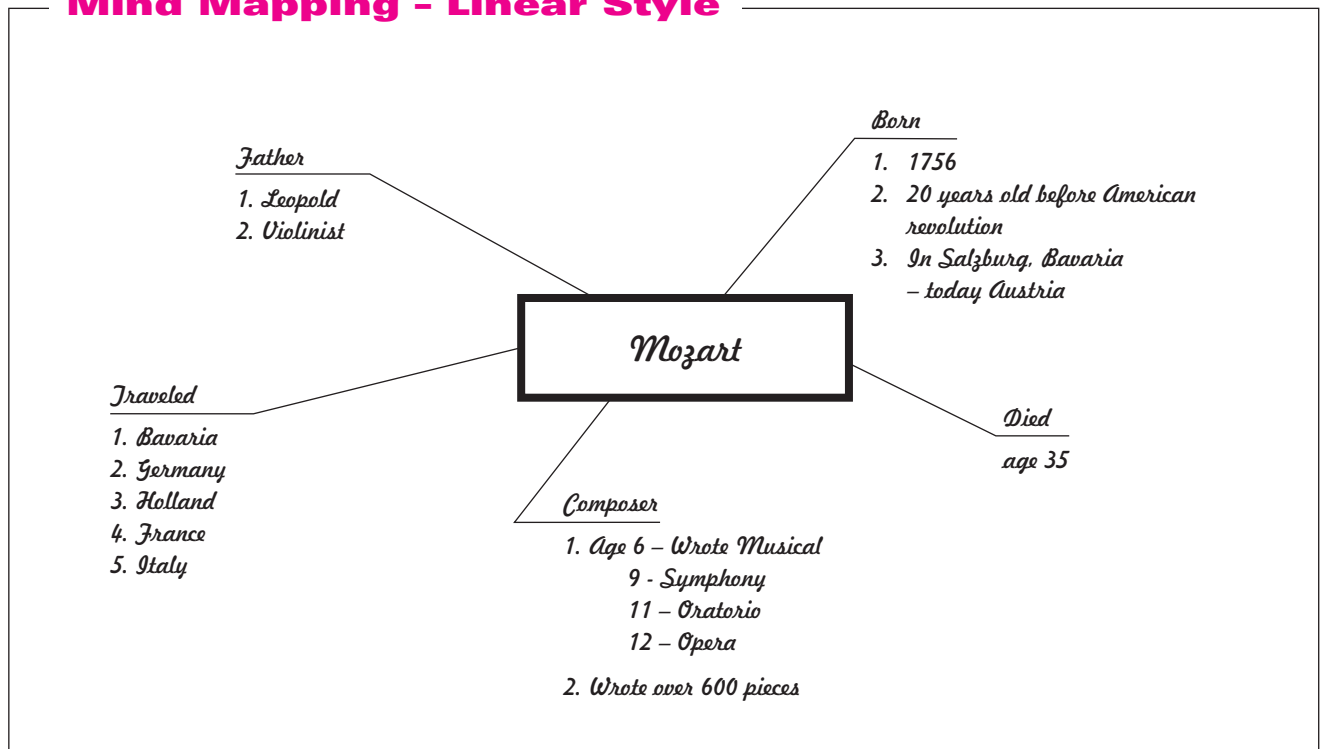 Mind Mapping – Linear Style
Father
1. Leopold
2. Violinist
Born
1. 1756
2. 20 years old before American
revolution
3. In Salzburg, Bavaria
– today Austria
Mozart
Traveled
1. Bavaria
2. Germany
3. Holland
4. France
5. Italy
Died
age 35
Composer
1. Age 6 – Wrote Musical
9 - Symphony
11 – Oratorio
12 – Opera
2. Wrote over 600 pieces